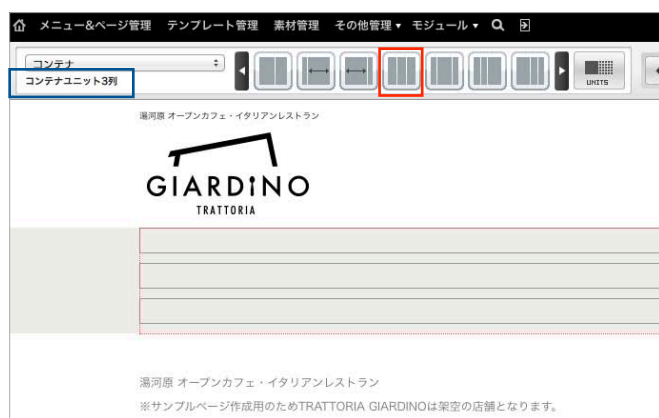 メニュー&ページ管理 テンプレート管理 素材管理 その他管理▼ モジュール▼
コンテナ
コンテナユニット3列
UNITS
湯河原 オープンカフェ・イタリアンレストラン
GIARDiNO
TRATTORIA
湯河原 オープンカフェ・イタリアンレストラン
※サンプルページ作成用のためTRATTORIA GIARDINOは架空の店舗となります。